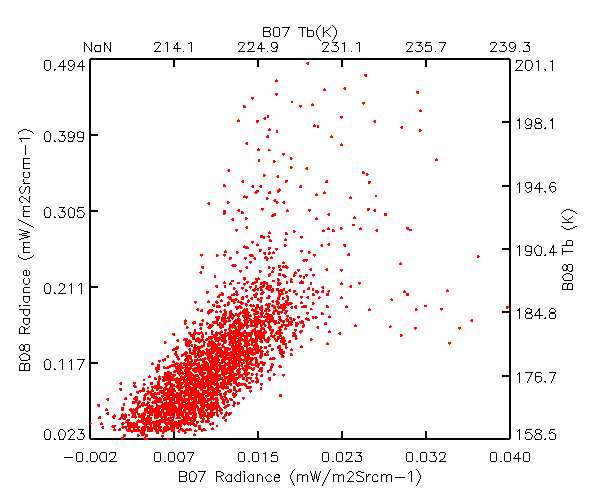 B07 Tb(K)
NaN 214.1 224.9 231.1 235.7 239.3
0.494 201.1
0.399 198.1
0.305 194.6
0.211 190.4
0.117 184.8
0.023 176.7
158.5
B08 Radiance (mW/m2Srcm-1)
B08 Tb (K)
-0.002 0.007 0.015 0.023 0.032 0.040
B07 Radiance (mW/m2Srcm-1)